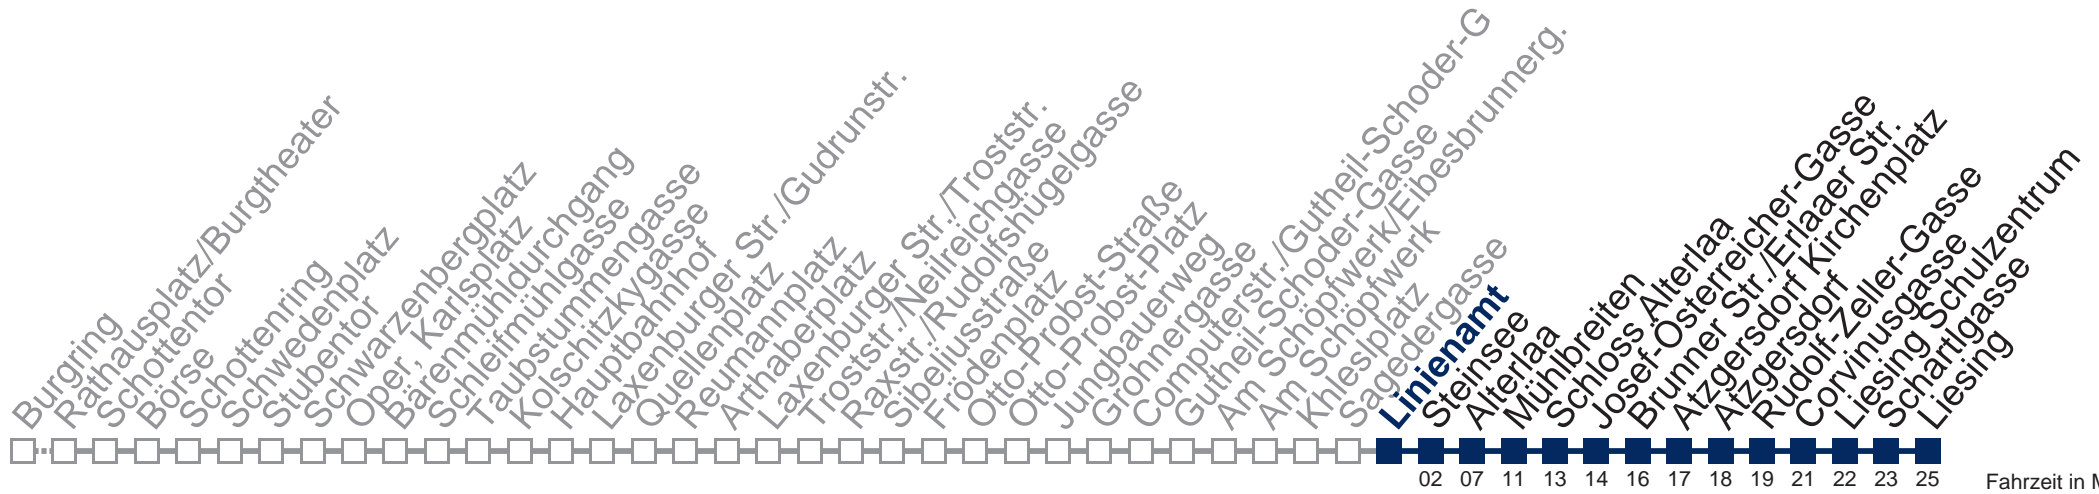 Burgring
Rathausplatz/Burgtheater
Schottentor
Börse
Schottenring
Schwedenplatz
Stubentor
Schwarzenbergplatz
Oper, Karlsplatz
Bärenmühldurchgang
Schleifmühlgasse
Taubstummengasse
Kolschitzkygasse
Hauptbahnhof
Laxenburger Str./Gudrunstr.
Quellenplatz
Reumannplatz
Arthaberplatz
Laxenburger Str./Troststr.
Troststr./Neilreichgasse
Raxstr./Rudolfshügelgasse
Sibeliusstraße
Frödenplatz
Otto-Probst-Straße
Otto-Probst-Platz
Jungbauerweg
Grohnergasse
Computerstr./Gutheil-Schoder-G
Gutheil-Schoder-Gasse
Am Schöpfwerk/Eibesbrunnerg.
Am Schöpfwerk
Khleslplatz
Sagedergasse
Linienamt
Steinsee
Alterlaa
Mühlbreiten
Schloss Alterlaa
Josef-Österreicher-Gasse
Brunner Str./Erlaaer Str.
Atzgersdorf Kirchenplatz
Atzgersdorf
Rudolf-Zeller-Gasse
Corvinusgasse
Liesing Schulzentrum
Schartlgasse
Liesing
02 07 11 13 14 16 17 18 19 21 22 23 25
Fahrzeit in M